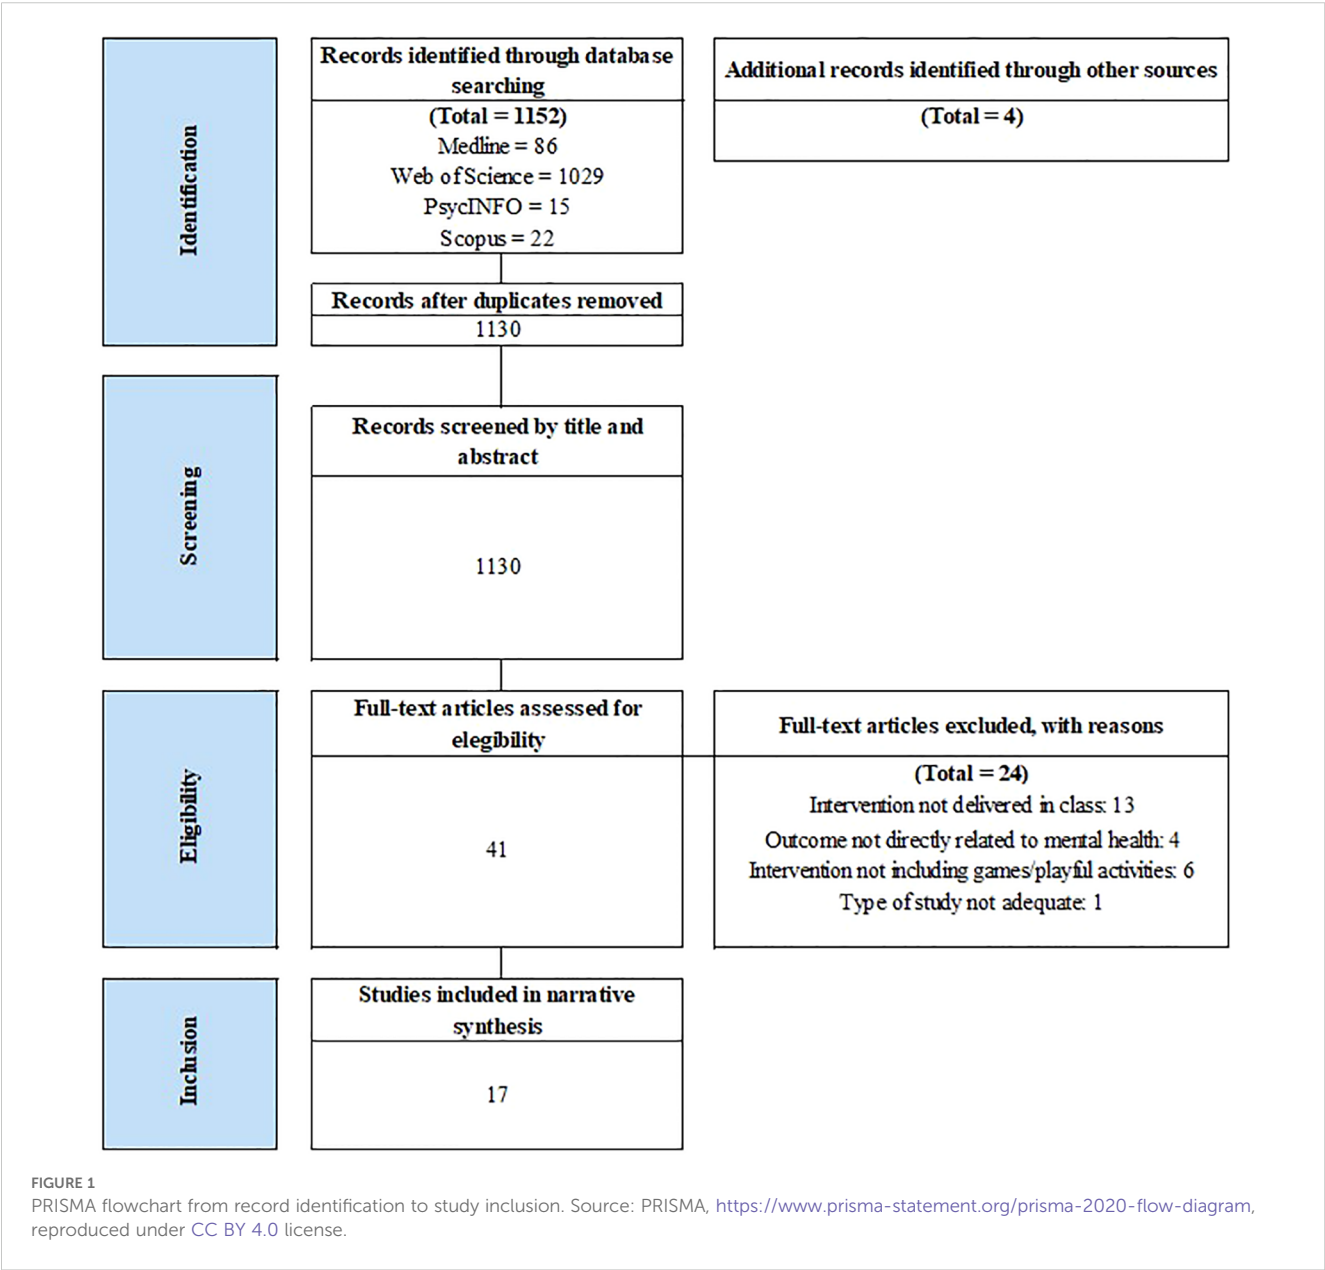 Identification
Records identified through database
searching
(Total = 1152)
Medline = 86
Web of Science = 1029
PsycINFO = 15
Scopus = 22
Additional records identified through other sources
(Total = 4)
Records after duplicates removed
1130
Screening
Records screened by title and
abstract
1130
Eligibility
Full-text articles assessed for
elegibility
41
Full-text articles excluded, with reasons
(Total = 24)
Intervention not delivered in class: 13
Outcome not directly related to mental health: 4
Intervention not including games/playful activities: 6
Type of study not adequate: 1
Inclusion
Studies included in narrative
synthesis
17
FIGURE 1
PRISMA flowchart from record identification to study inclusion. Source: PRISMA, https://www.prisma-statement.org/prisma-2020-flow-diagram,
reproduced under CC BY 4.0 license.